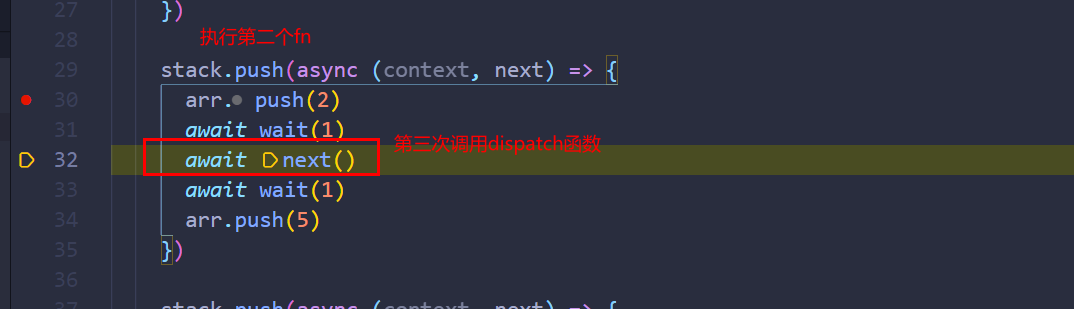 27 })
28
执行第二个fn
29 stack.push(async (context, next) => {
30 arr. push(2)
31 await wait(1)
第三次调用dispatch函数
32 await next()
33 await wait(1)
34 arr.push(5)
35 })
36
37 stack.push(async (context, next) => {